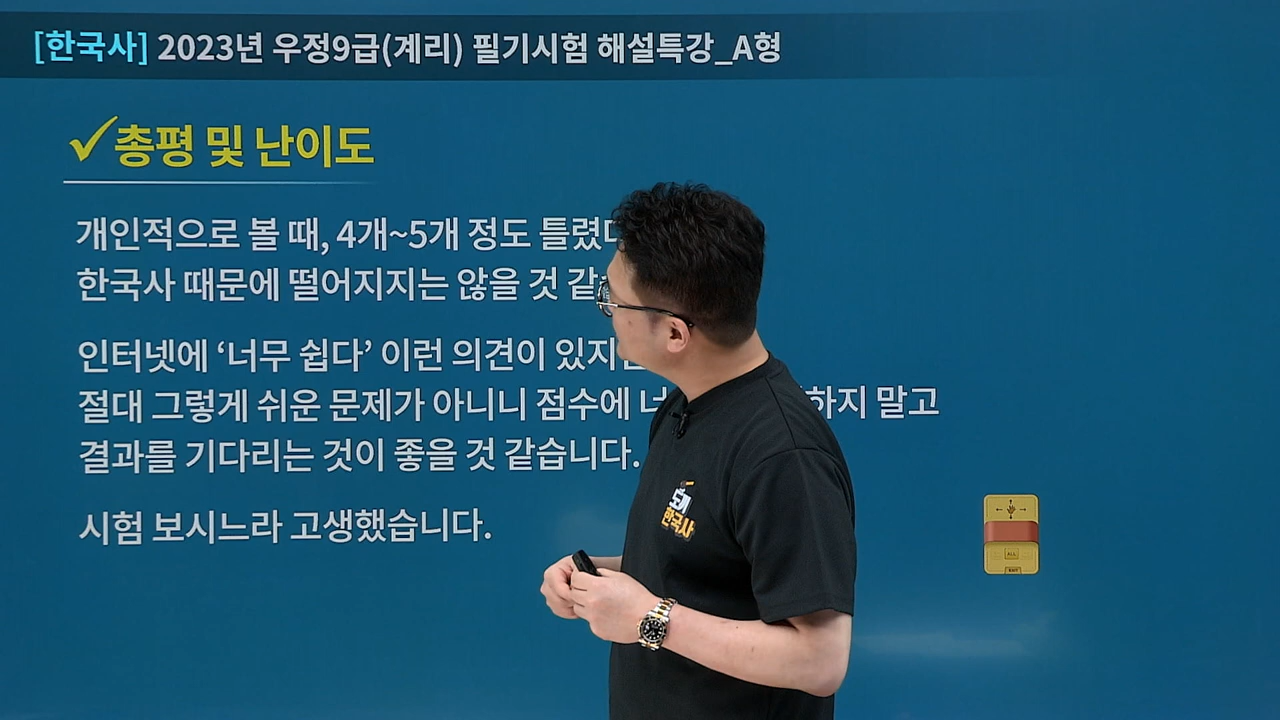 [한국사] 2023년 우정9급(계리) 필기시험 해설특강_A형
✓총평 및 난이도
개인적으로 볼 때, 4개~5개 정도 틀렸다
한국사 때문에 떨어지지는 않을 것
인터넷에 ‘너무 쉽다’ 이런 의견이
절대 그렇게 쉬운 문제가 아니니 점수에 하지 말고
결과를 기다리는 것이 좋을 것 같습니다.
시험 보시느라 고생했습니다.
한국사
ALL
EXIT